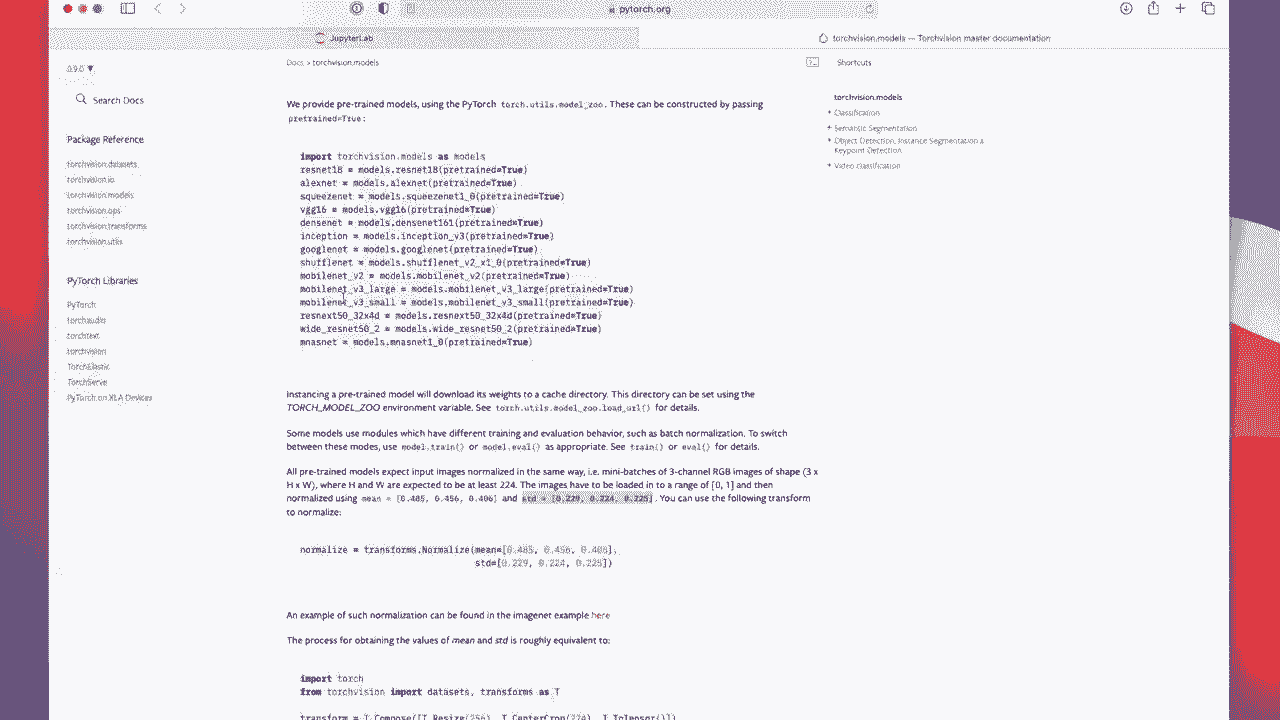 pytorch.org
JupyterLab
torchvision.models — Torchvision master documentation
0.9.0 ▼
Docs > torchvision.models
Shortcuts
Search Docs
Package Reference
torchvision.datasets
torchvision.io
torchvision.models
torchvision.ops
torchvision.transforms
torchvision.utils
PyTorch Libraries
PyTorch
torchaudio
torchtext
torchvision
TorchElastic
TorchServe
PyTorch on XLA Devices
We provide pre-trained models, using the PyTorch torch.utils.model_zoo. These can be constructed by passing
pretrained=True:
import torchvision.models as models
resnet18 = models.resnet18(pretrained=True)
alexnet = models.alexnet(pretrained=True)
squeezenet = models.squeezenet1_0(pretrained=True)
vgg16 = models.vgg16(pretrained=True)
densenet = models.densenet161(pretrained=True)
inception = models.inception_v3(pretrained=True)
googlenet = models.googlenet(pretrained=True)
shufflenet = models.shufflenet_v2_x1_0(pretrained=True)
mobilenet_v2 = models.mobilenet_v2(pretrained=True)
mobilenet_v3_large = models.mobilenet_v3_large(pretrained=True)
mobilenet_v3_small = models.mobilenet_v3_small(pretrained=True)
resnext50_32x4d = models.resnext50_32x4d(pretrained=True)
wide_resnet50_2 = models.wide_resnet50_2(pretrained=True)
mnasnet = models.mnasnet1_0(pretrained=True)
Instancing a pre-trained model will download its weights to a cache directory. This directory can be set using the
TORCH_MODEL_ZOO environment variable. See torch.utils.model_zoo.load_url() for details.
Some models use modules which have different training and evaluation behavior, such as batch normalization. To switch
between these modes, use model.train() or model.eval() as appropriate. See train() or eval() for details.
All pre-trained models expect input images normalized in the same way, i.e. mini-batches of 3-channel RGB images of shape (3 x
H x W), where H and W are expected to be at least 224. The images have to be loaded in to a range of [0, 1] and then
normalized using mean = [0.485, 0.456, 0.406] and std = [0.229, 0.224, 0.225]. You can use the following transform
to normalize:
normalize = transforms.Normalize(mean=[0.485, 0.456, 0.406],
std=[0.229, 0.224, 0.225])
An example of such normalization can be found in the imagenet example here
The process for obtaining the values of mean and std is roughly equivalent to:
import torch
from torchvision import datasets, transforms as T
transform = T.Compose([T.Resize(256), T.CenterCrop(224), T.ToTensor()])
torchvision.models
+ Classification
+ Semantic Segmentation
+ Object Detection, Instance Segmentation a
Keypoint Detection
+ Video classification